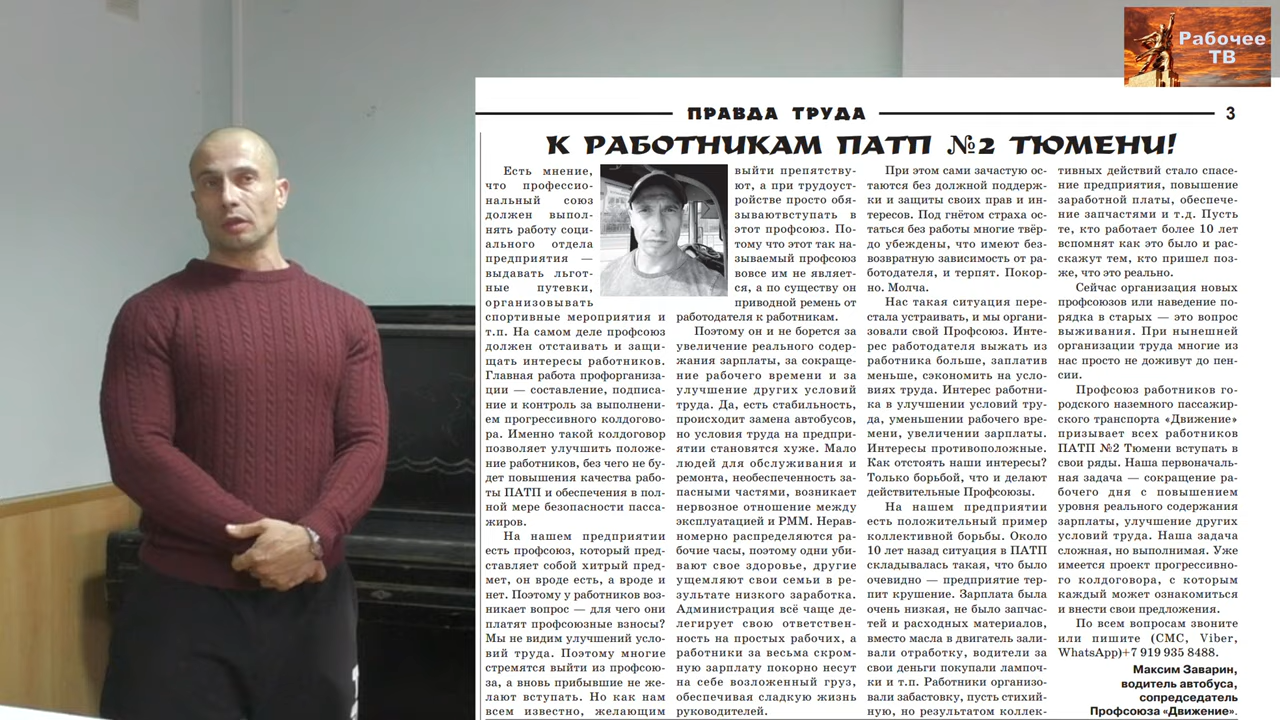 Рабочее
ТВ
ПРАВДА ТРУДА
3
К РАБОТНИКАМ ПАТП №2 ТЮМЕНИ!
Есть мнение,
что профессио-
нальный союз
должен выпол-
нять работу соци-
ального отдела
предприятия —
выдавать льгот-
ные путевки,
организовывать
спортивные мероприятия и
т.п. На самом деле профсоюз
должен отстаивать и защи-
щать интересы работников.
Главная работа профорганиза-
ции — составление, подписа-
ние и контроль за выполнени-
ем прогрессивного колдогово-
ра. Именно такой колдоговор
позволяет улучшить положе-
ние работников, без чего не бу-
дет повышения качества рабо-
ты ПАТП и обеспечения в пол-
ной мере безопасности пасса-
жиров.
На нашем предприятии
есть профсоюз, который пред-
ставляет собой хитрый пред-
мет, он вроде есть, а вроде и
нет. Поэтому у работников воз-
никает вопрос — для чего они
платят профсоюзные взносы?
Мы не видим улучшений усло-
вий труда. Поэтому многие
стремятся выйти из профсою-
за, а вновь прибывшие не же-
лают вступать. Но как нам
всем известно, желающим
выйти препятству-
ют, а при трудоуст-
ройстве просто обя-
зываютвступать в
этот профсоюз. По-
тому что этот так на-
зываемый профсоюз
вовсе им не являет-
ся, а по существу он
приводной ремень от
работодателя к работникам.
Поэтому он и не борется за
увеличение реального содер-
жания зарплаты, за сокраще-
ние рабочего времени и за
улучшение других условий
труда. Да, есть стабильность,
происходит замена автобусов,
но условия труда на предпри-
ятии становятся хуже. Мало
людей для обслуживания и
ремонта, необеспеченность за-
пасными частями, возникает
нервозное отношение между
эксплуатацией и РММ. Нерав-
номерно распределяются ра-
бочие часы, поэтому одни уби-
вают свое здоровье, другие
ущемляют свои семьи в ре-
зультате низкого заработка.
Администрация всё чаще де-
легирует свою ответствен-
ность на простых рабочих, а
работники за весьма скром-
ную зарплату покорно несут
на себе возложенный груз,
обеспечивая сладкую жизнь
руководителей.
При этом сами зачастую ос-
таются без должной поддерж-
ки и защиты своих прав и ин-
тересов. Под гнётом страха ос-
таться без работы многие твёр-
до убеждены, что имеют без-
возвратную зависимость от ра-
ботодателя, и терпят. Покор-
но. Молча.
Нас такая ситуация пере-
стала устраивать, и мы органи-
зовали свой Профсоюз. Инте-
рес работодателя выжать из
работника больше, заплатив
меньше, сэкономить на усло-
виях труда. Интерес работни-
ка в улучшении условий тру-
да, уменьшении рабочего вре-
мени, увеличении зарплаты.
Интересы противоположные.
Как отстоять наши интересы?
Только борьбой, что и делают
действительные Профсоюзы.
На нашем предприятии
есть положительный пример
коллективной борьбы. Около
10 лет назад ситуация в ПАТП
складывалась такая, что было
очевидно — предприятие тер-
пит крушение. Зарплата была
очень низкая, не было запчас-
тей и расходных материалов,
вместо масла в двигатель зали-
вали отработку, водители за
свои деньги покупали лампоч-
ки и т.п. Работники организо-
вали забастовку, пусть стихий-
ную, но результатом коллек-
тивных действий стало спасе-
ние предприятия, повышение
заработной платы, обеспече-
ние запчастями и т.д. Пусть
те, кто работает более 10 лет
вспомнят как это было и рас-
скажут тем, кто пришел поз-
же, что это реально.
Сейчас организация новых
профсоюзов или наведение по-
рядка в старых — это вопрос
выживания. При нынешней
организации труда многие из
нас просто не доживут до пен-
сии.
Профсоюз работников го-
родского наземного пассажир-
ского транспорта «Движение»
призывает всех работников
ПАТП №2 Тюмени вступать в
свои ряды. Наша первоначаль-
ная задача — сокращение ра-
бочего дня с повышением
уровня реального содержания
зарплаты, улучшение других
условий труда. Наша задача
сложная, но выполнимая. Уже
имеется проект прогрессивно-
го колдоговора, с которым
каждый может ознакомиться
и внести свои предложения.
По всем вопросам звоните
или пишите (СМС, Viber,
WhatsApp)+7 919 935 8488.
Максим Заварин,
водитель автобуса,
сопредседатель
Профсоюза «Движение».